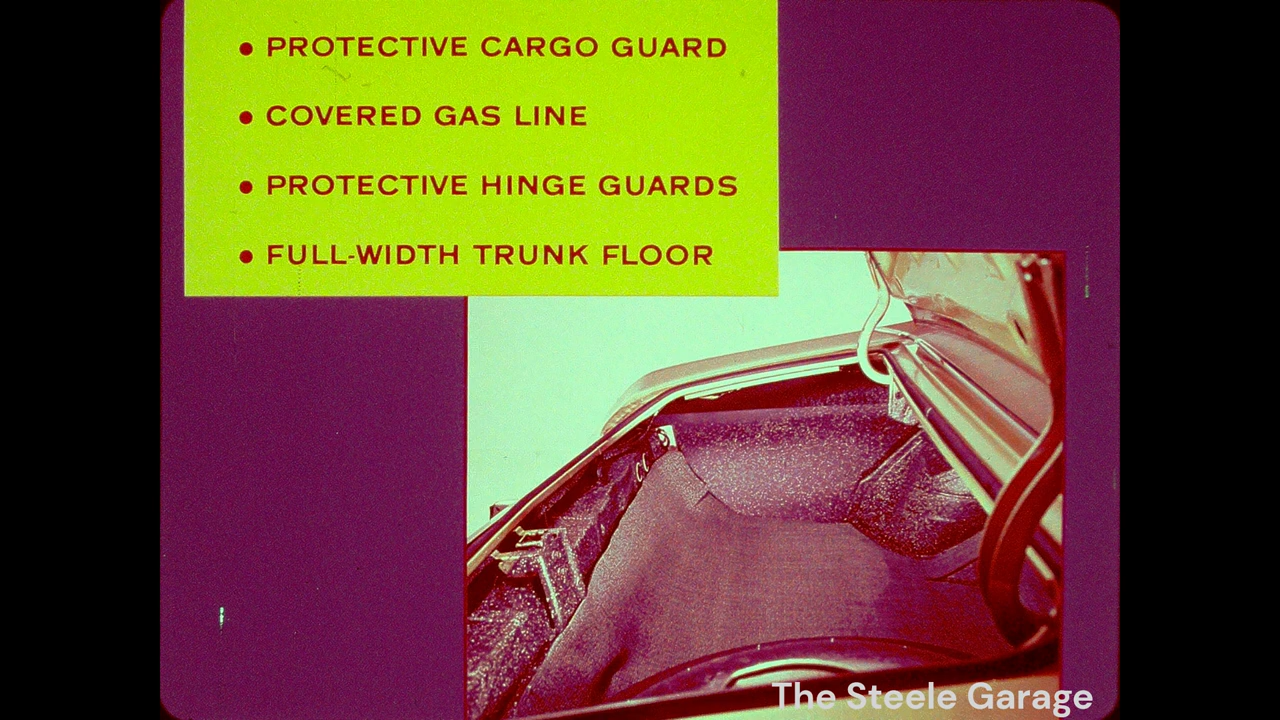 • PROTECTIVE CARGO GUARD
• COVERED GAS LINE
• PROTECTIVE HINGE GUARDS
• FULL-WIDTH TRUNK FLOOR
The Steele Garage